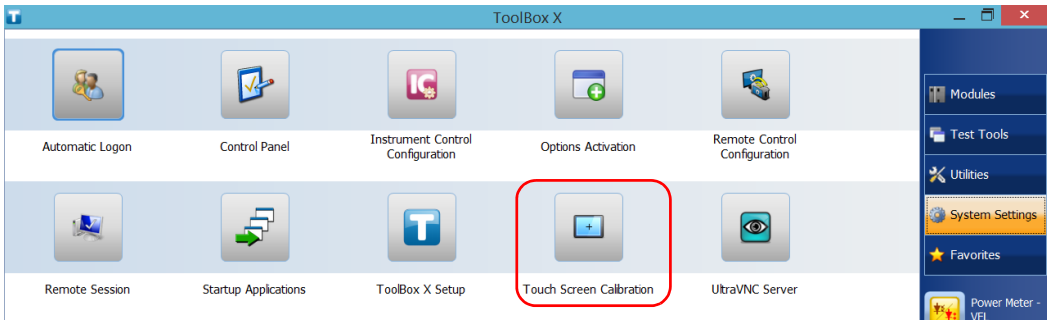 ToolBox X
Automatic Logon
Control Panel
Instrument Control
Configuration
Options Activation
Remote Control
Configuration
Remote Session
Startup Applications
ToolBox X Setup
Touch Screen Calibration
UltraVNC Server
Modules
Test Tools
Utilities
System Settings
Favorites
Power Meter -
VFL